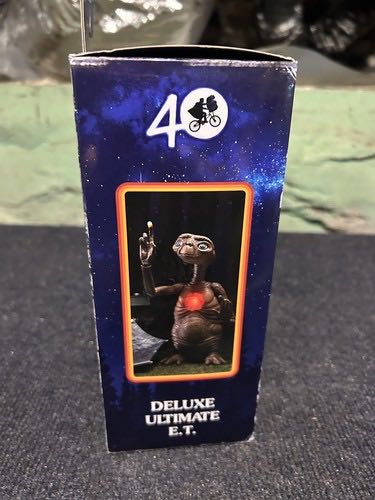 40
DELUXE
ULTIMATE
E.T.